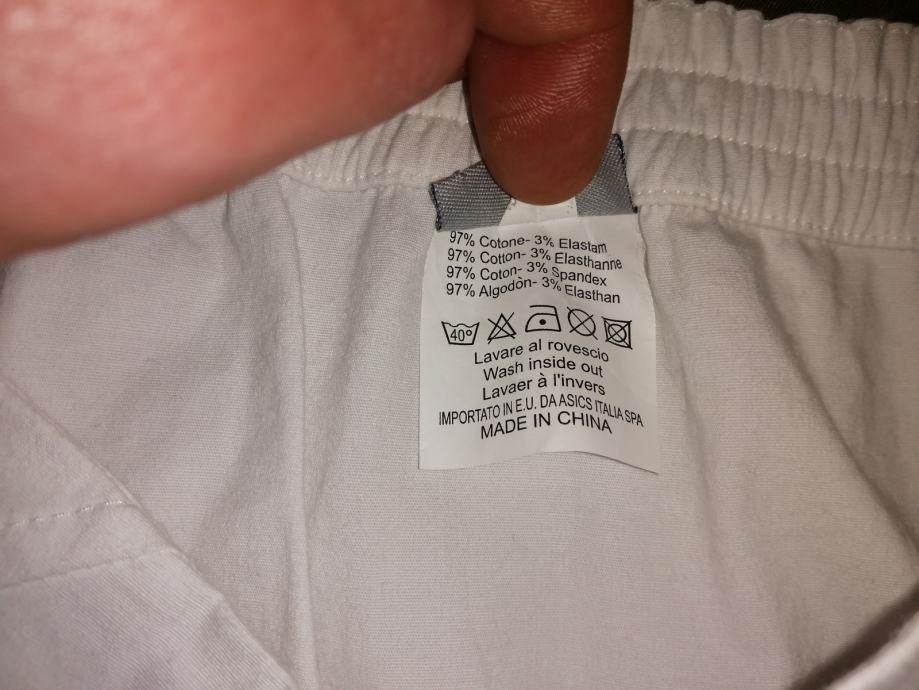 97% Cotone- 3% Elastam
97% Cotton- 3% Elasthanne
97% Coton- 3% Spandex
97% Algodòn- 3% Elasthan
40°
Lavare al rovescio
Wash inside out
Lavaer à l'invers
IMPORTATO IN E.U. DA ASICS ITALIA SPA
MADE IN CHINA